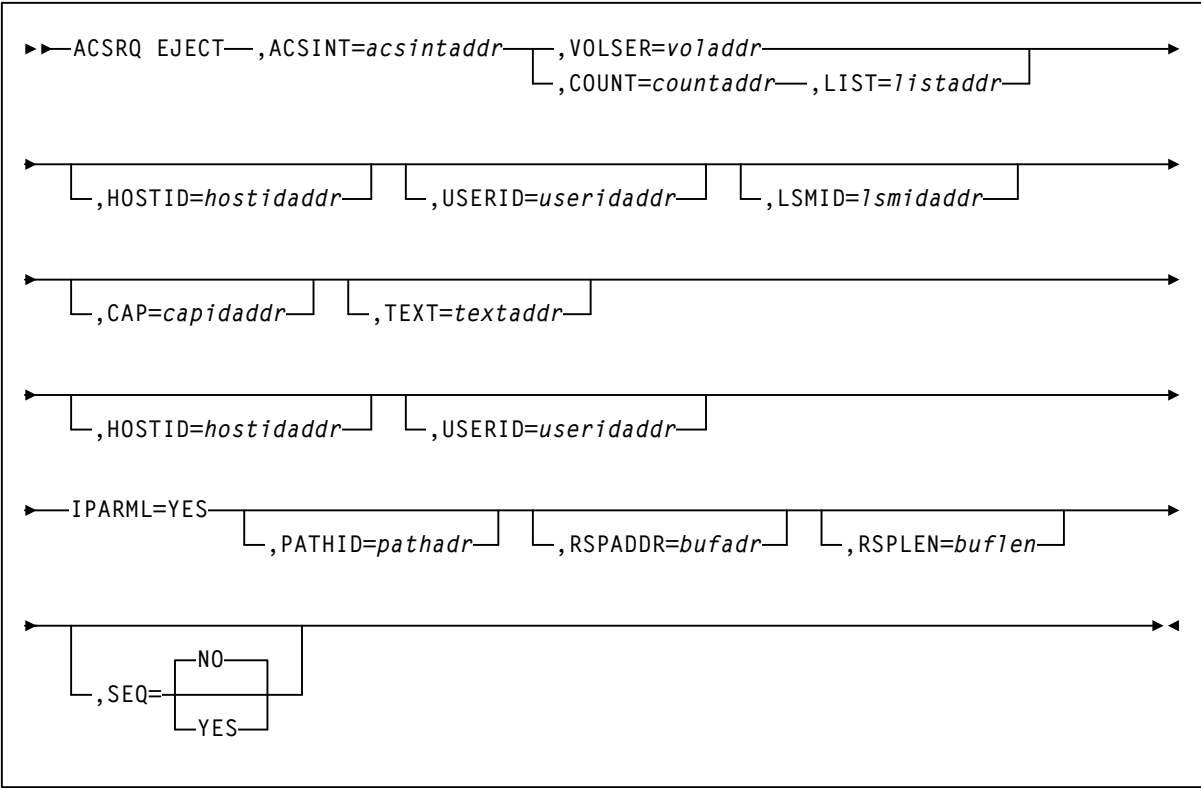 ACSRQ EJECT ,ACSINT=acsintaddr ,VOLSER=voladdr
,COUNT=countaddr ,LIST=listaddr
,HOSTID=hostidaddr ,USERID=useridaddr ,LSMID=lsmidaddr
,CAP=capidaddr ,TEXT=textaddr
,HOSTID=hostidaddr ,USERID=useridaddr
IPARML=YES
,PATHID=pathadr ,RSPADDR=bufadr ,RSPLEN=buflen
NO
,SEQ=
YES